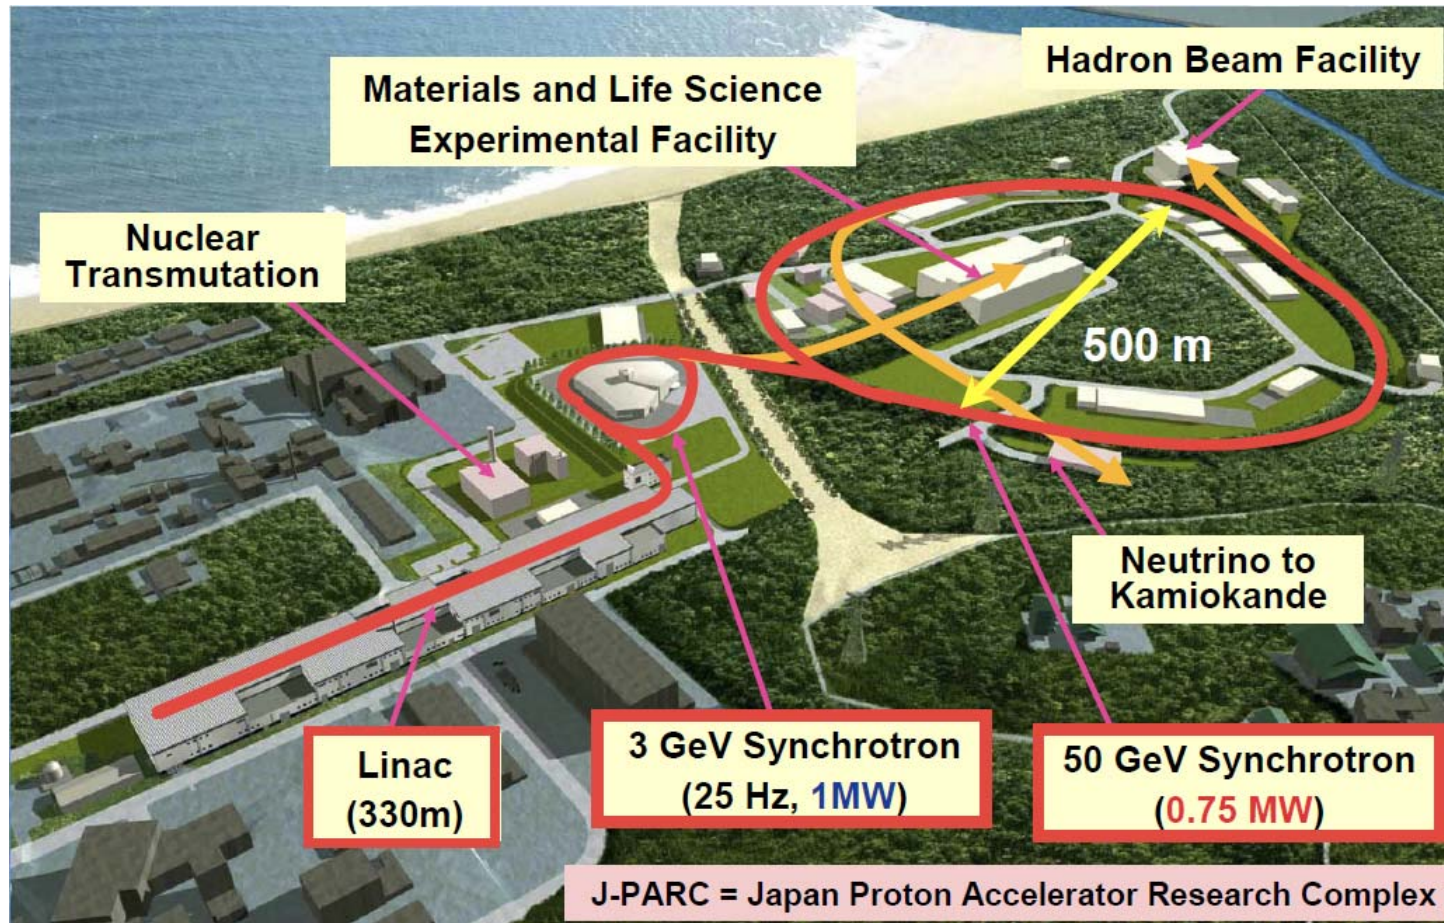 Hadron Beam Facility
Materials and Life Science
Experimental Facility
Nuclear
Transmutation
500 m
Neutrino to
Kamiokande
Linac
(330m)
3 GeV Synchrotron
(25 Hz, 1MW)
50 GeV Synchrotron
(0.75 MW)
J-PARC = Japan Proton Accelerator Research Complex